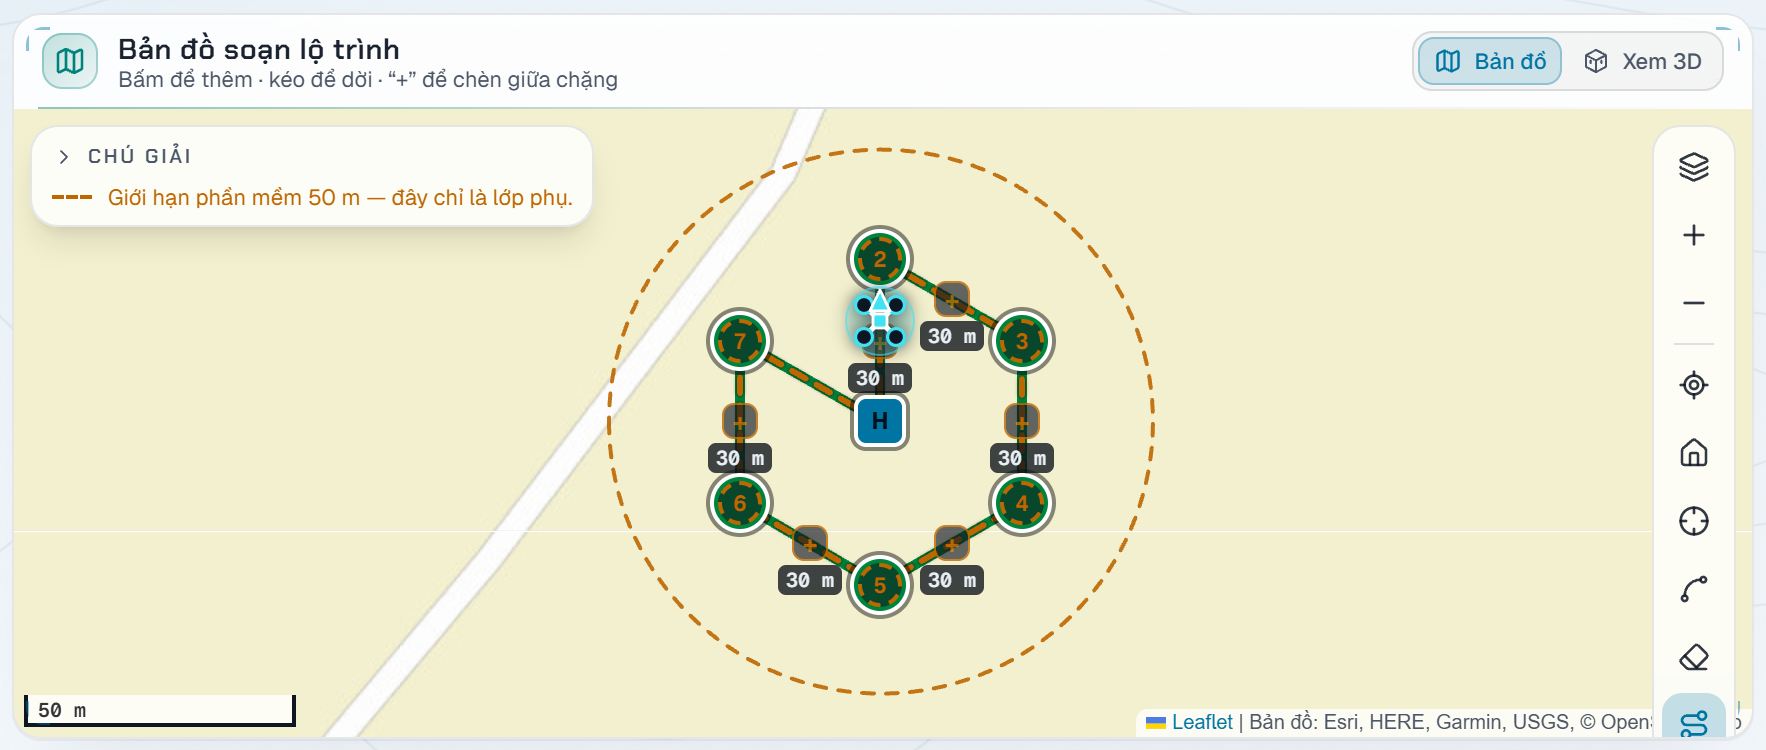 Bản đồ soạn lộ trình
Bấm để thêm · kéo để dời · “+” để chèn giữa chặng
Bản đồ
Xem 3D
CHÚ GIẢI
Giới hạn phần mềm 50 m — đây chỉ là lớp phụ.
2
30 m
7
3
30 m
H
30 m
30 m
6
4
30 m
5
30 m
50 m
Leaflet | Bản đồ: Esri, HERE, Garmin, USGS, © Open